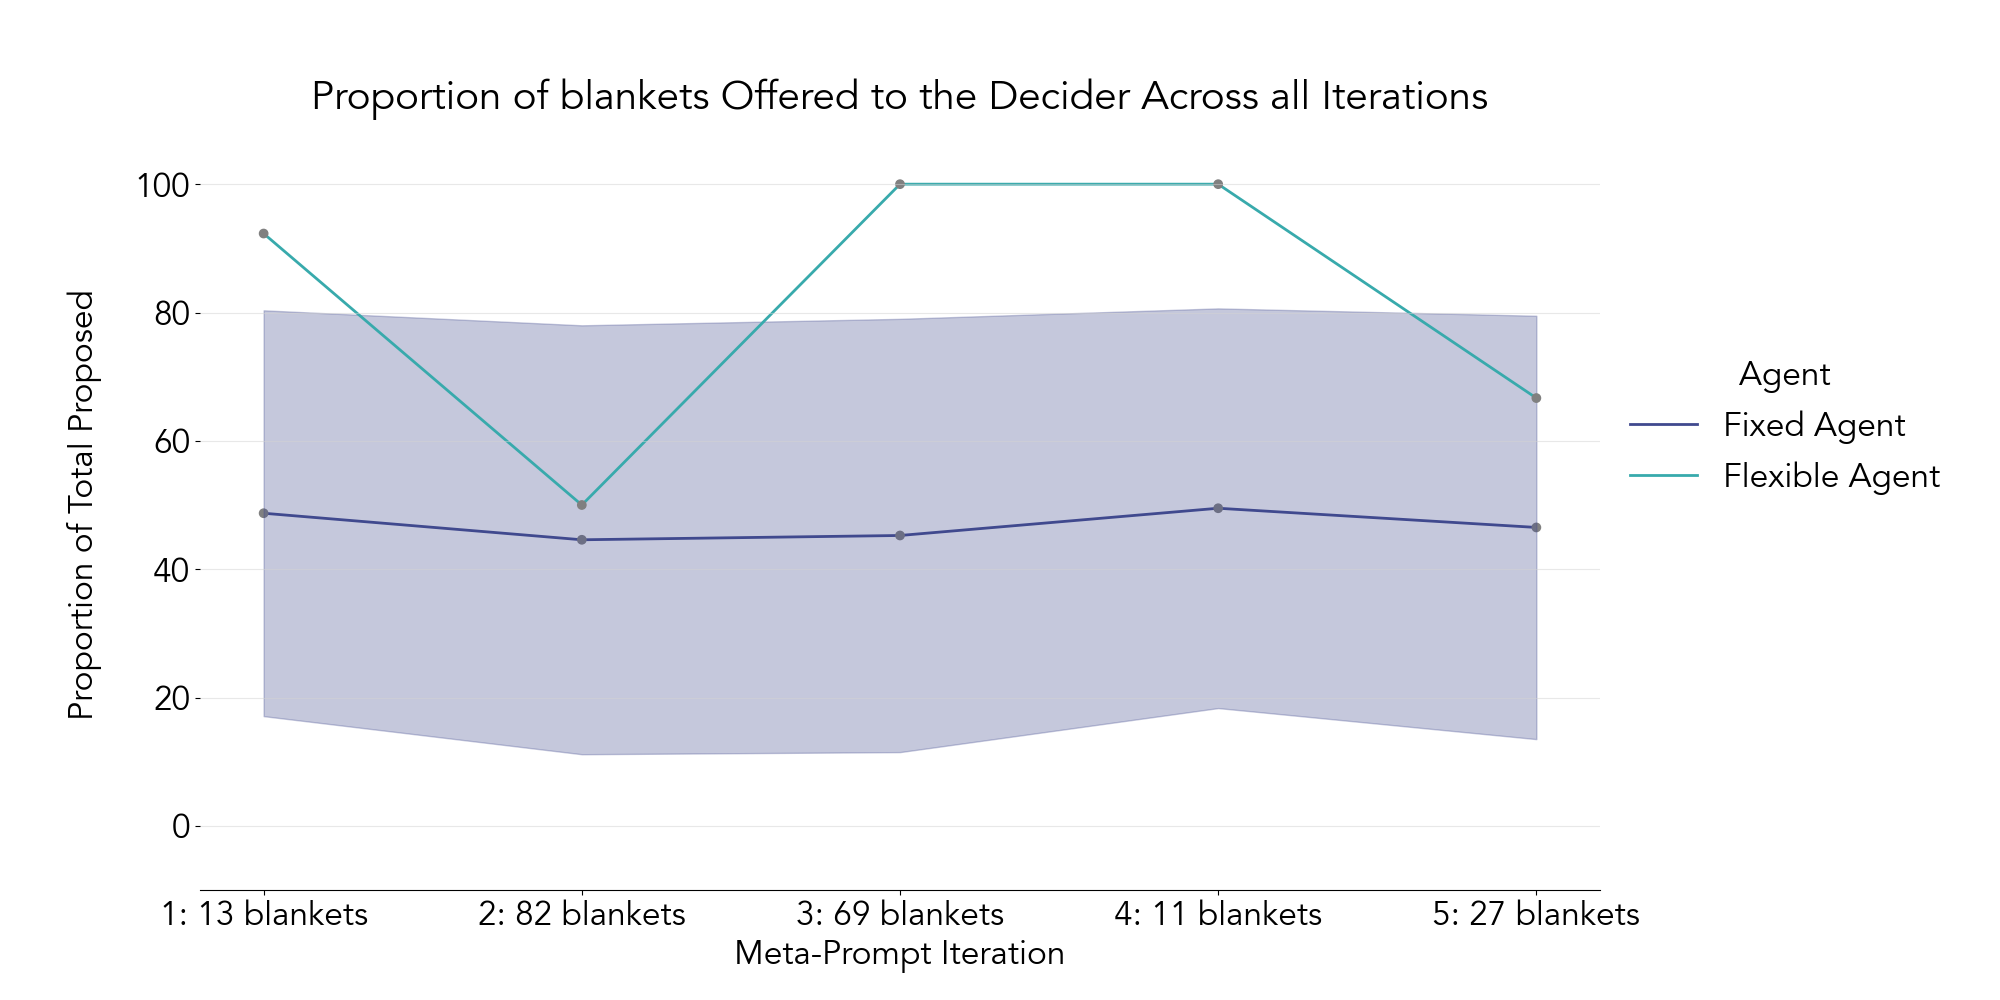 Proportion of blankets Offered to the Decider Across all Iterations
100
80
60
40
20
0
Proportion of Total Proposed
1: 13 blankets
2: 82 blankets
3: 69 blankets
4: 11 blankets
5: 27 blankets
Meta-Prompt Iteration
Agent
Fixed Agent
Flexible Agent